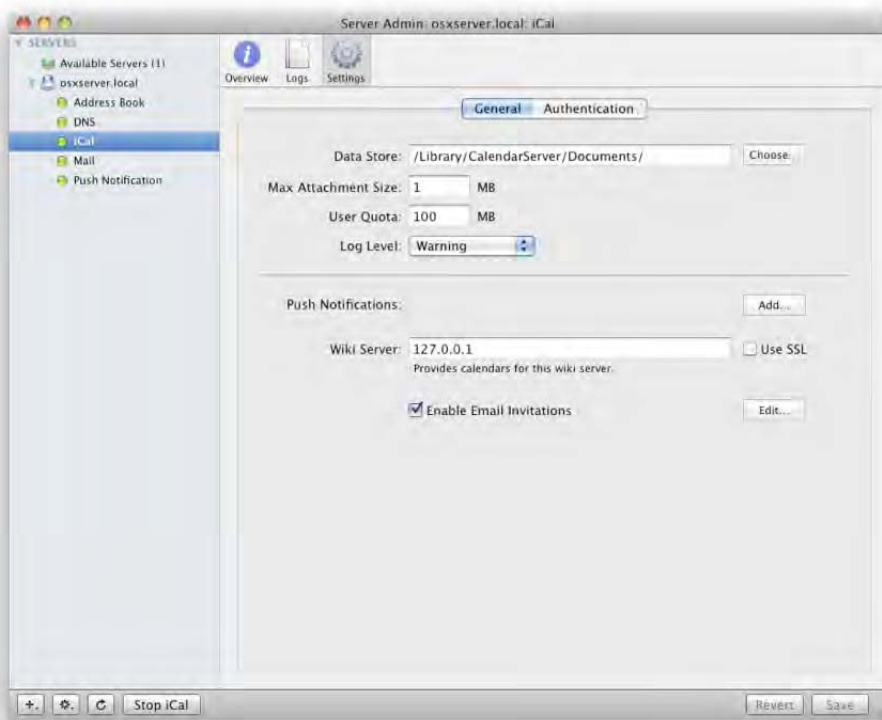 Server Admin: osxserver.local: iCal
SERVERS
Available Servers (1)
osxserver.local
Address Book
DNS
iCal
Mail
Push Notification
Overview
Logs
Settings
General
Authentication
Data Store: /Library/CalendarServer/Documents/ Choose
Max Attachment Size: 1 MB
User Quota: 100 MB
Log Level: Warning
Push Notifications: Add...
Wiki Server: 127.0.0.1 Use SSL
Provides calendars for this wiki server.
Enable Email Invitations Edit...
Stop iCal
Revert
Save